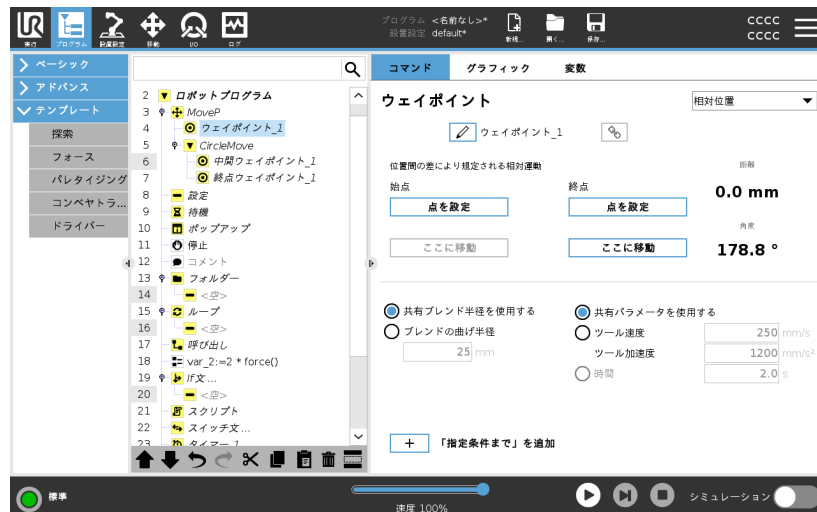 UR
実行
プログラム
設置設定
移動
I/O
ログ
プログラム <名前なし>*
設置設定 default*
新規...
開く...
保存...
cccc
cccc
ベーシック
アドバンス
テンプレート
探索
フォース
パレタイジング
コンベヤトラ...
ドライバー
2 ロボットプログラム
3 MoveP
4 ウェイポイント_1
5 CircleMove
6 中間ウェイポイント_1
7 終点ウェイポイント_1
8 設定
9 待機
10 ポップアップ
11 停止
12 コメント
13 フォルダー
14 <空>
15 ループ
16 <空>
17 呼び出し
18 var_2:=2 * force()
19 If文...
20 <空>
21 スクリプト
22 スイッチ文...
23 タイマー_1
コマンド グラフィック 変数
ウェイポイント
相対位置
ウェイポイント_1
位置間の差により規定される相対運動
距離
始点
終点
0.0 mm
点を設定
点を設定
角度
ここに移動
ここに移動
178.8 °
共有ブレンド半径を使用する
共有パラメータを使用する
ブレンドの曲げ半径
ツール速度 250 mm/s
25 mm
ツール加速度 1200 mm/s²
時間 2.0 s
+ 「指定条件まで」を追加
標準
速度 100%
シミュレーション